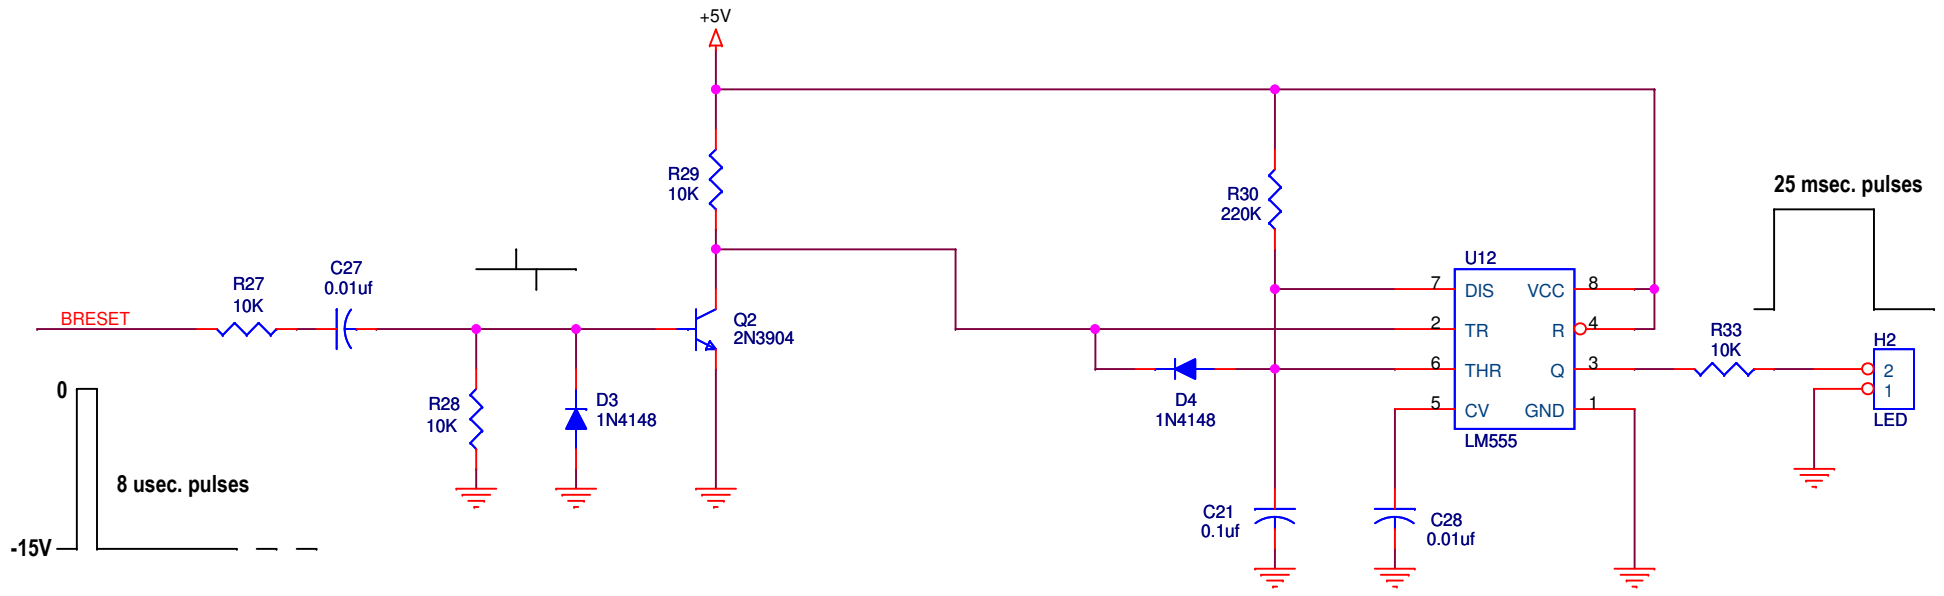 +5V
R29
10K
R30
220K
25 msec. pulses
U12
LM555
7
DIS
VCC
8
2
TR
R
4
6
THR
Q
3
5
CV
GND
1
R27
10K
C27
0.01uf
BRESET
Q2
2N3904
R33
10K
H2
2
1
LED
0
R28
10K
D3
1N4148
D4
1N4148
8 usec. pulses
-15V
C21
0.1uf
C28
0.01uf